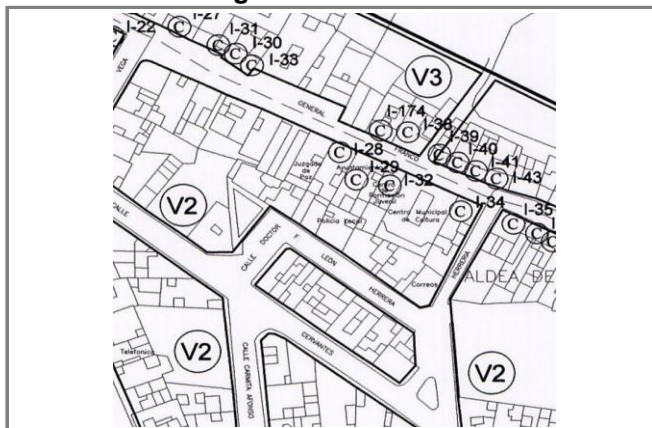 I-27
I-22
I-31
I-30
I-33
VEGA
V3
GENERAL
I-174
I-38
FRANCO
I-39
I-40
I-41
I-43
I-28
Juzgado
de
Paz
I-29
I-32
V2
CALLE
Policia Local
Centro Municipal
de
Cultura
I-34
I-35
CALLE DOCTOR
F.
LEÓN
HERRERA
HERRERIA
ALDEA DE
Correos
CERVANTES
Telefonica
V2
CALLE CARMITA AFONSO
V2